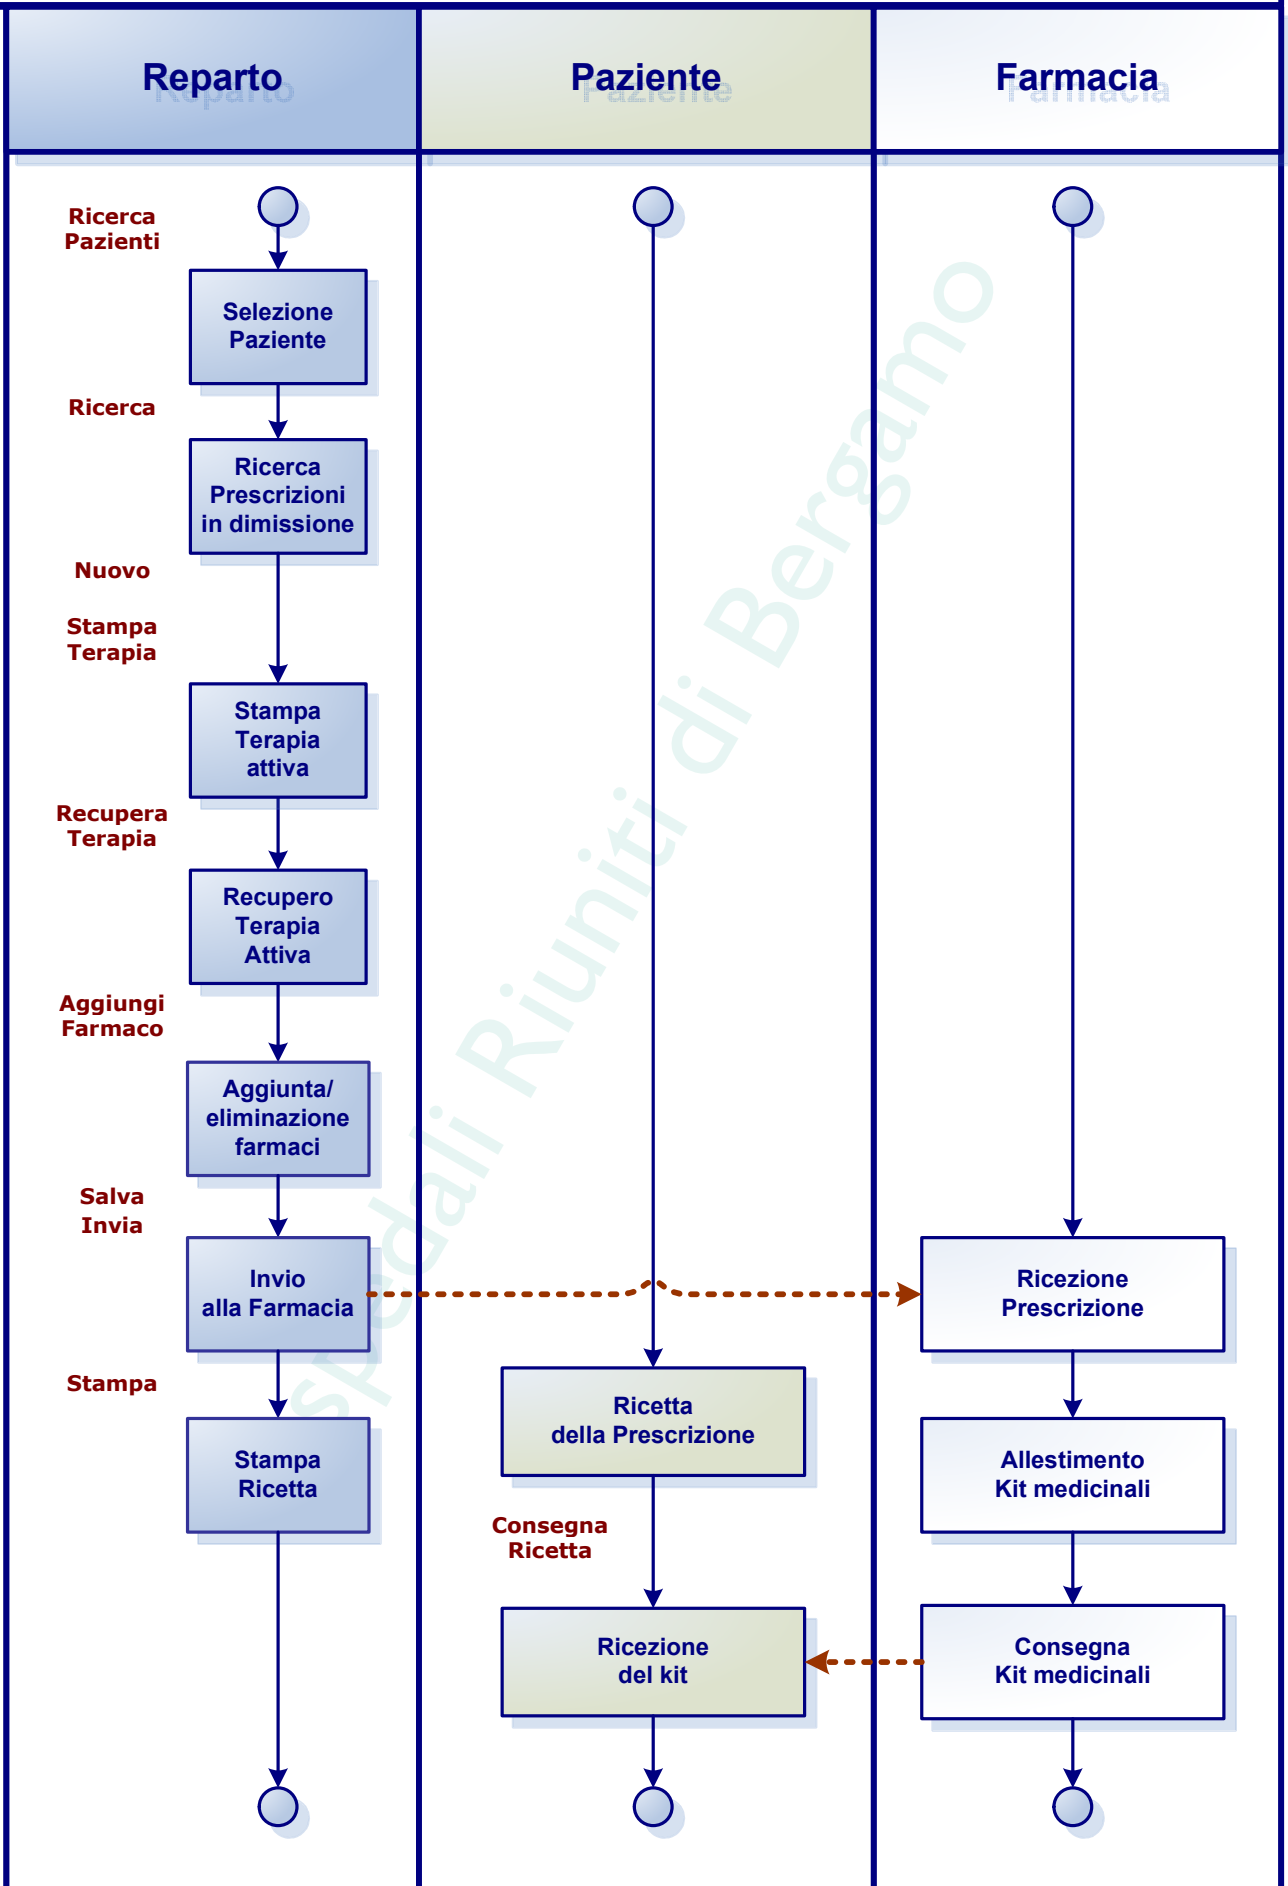 Reparto
Paziente
Farmacia
Ricerca
Pazienti
Selezione
Paziente
Ricerca
Ricerca
Prescrizioni
in dimissione
Nuovo
Stampa
Terapia
Stampa
Terapia
attiva
Recupera
Terapia
Recupero
Terapia
Attiva
Aggiungi
Farmaco
Aggiunta/
eliminazione
farmaci
Salva
Invia
Invio
alla Farmacia
Ricezione
Prescrizione
Stampa
Stampa
Ricetta
Ricetta
della Prescrizione
Allestimento
Kit medicinali
Consegna
Ricetta
Ricezione
del kit
Consegna
Kit medicinali
spedali Riuniti di Bergamo